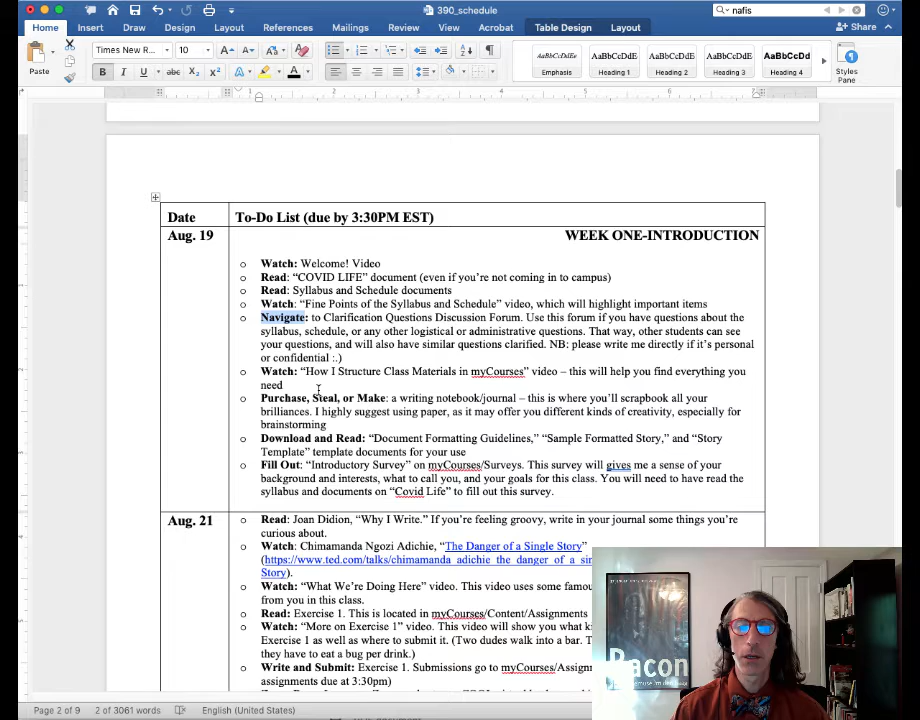 390_schedule
nafis
Home Insert Draw Design Layout References Mailings Review View Acrobat Table Design Layout Share
Times New R... 10
Paste
AaBbCcDdEe AaBbCcDc AaBbCcDd AaBbCcDd AaBbCcDd
Emphasis Heading 1 Heading 2 Heading 3 Heading 4 Styles Pane
Date To-Do List (due by 3:30PM EST)
Aug. 19 WEEK ONE-INTRODUCTION
o Watch: Welcome! Video
o Read: “COVID LIFE” document (even if you’re not coming in to campus)
o Read: Syllabus and Schedule documents
o Watch: “Fine Points of the Syllabus and Schedule” video, which will highlight important items
o Navigate: to Clarification Questions Discussion Forum. Use this forum if you have questions about the
syllabus, schedule, or any other logistical or administrative questions. That way, other students can see
your questions, and will also have similar questions clarified. NB: please write me directly if it’s personal
or confidential :.)
o Watch: “How I Structure Class Materials in myCourses” video – this will help you find everything you
need
o Purchase, Steal, or Make: a writing notebook/journal – this is where you’ll scrapbook all your
brilliances. I highly suggest using paper, as it may offer you different kinds of creativity, especially for
brainstorming
o Download and Read: “Document Formatting Guidelines,” “Sample Formatted Story,” and “Story
Template” template documents for your use
o Fill Out: “Introductory Survey” on myCourses/Surveys. This survey will gives me a sense of your
background and interests, what to call you, and your goals for this class. You will need to have read the
syllabus and documents on “Covid Life” to fill out this survey.
Aug. 21 o Read: Joan Didion, “Why I Write.” If you’re feeling groovy, write in your journal some things you’re
curious about.
o Watch: Chimamanda Ngozi Adichie, “The Danger of a Single Story”
(https://www.ted.com/talks/chimamanda_adichie_the_danger_of_a_sin
Story).
o Watch: “What We’re Doing Here” video. This video uses some famou
from you in this class.
o Read: Exercise 1. This is located in myCourses/Content/Assignments
o Watch: “More on Exercise 1” video. This video will show you what ki
Exercise 1 as well as where to submit it. (Two dudes walk into a bar. T
they have to eat a bug per drink.)
o Write and Submit: Exercise 1. Submissions go to myCourses/Assignm
assignments due at 3:30pm)
Bacon
Page 2 of 9 2 of 3061 words English (United States)